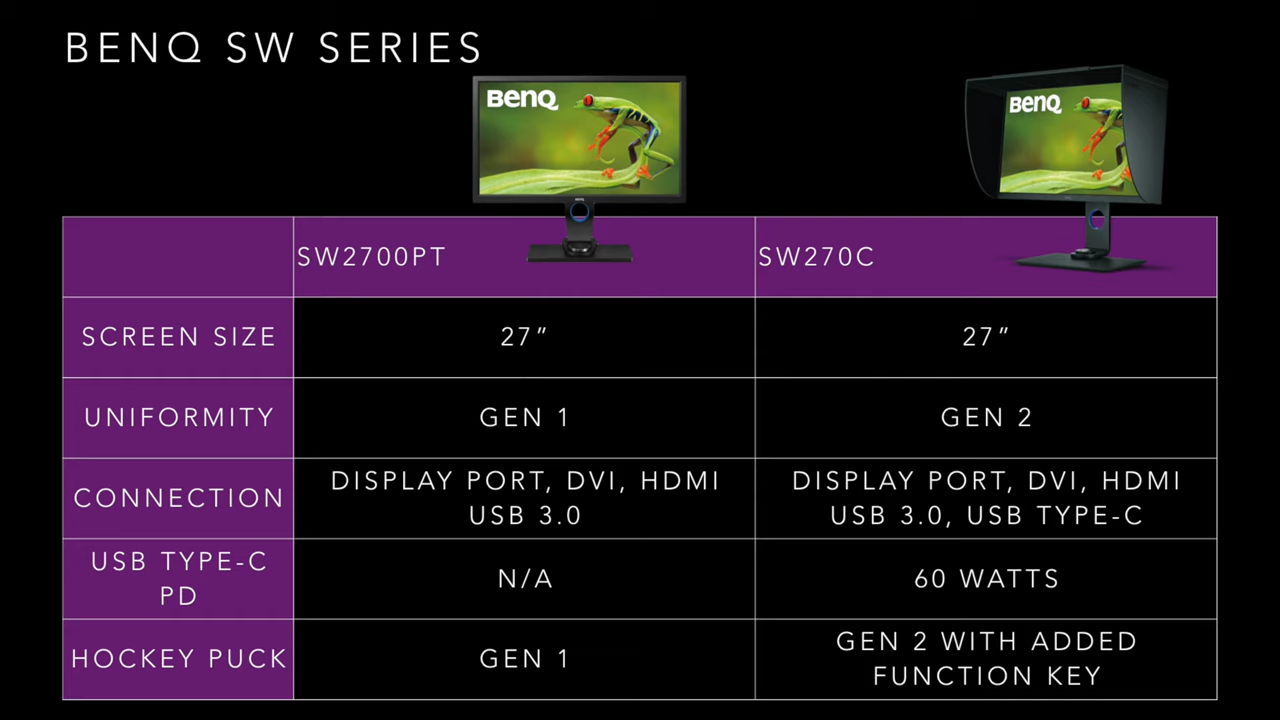 BENQ SW SERIES
BenQ
BenQ
SW2700PT
SW270C
SCREEN SIZE
27”
27”
UNIFORMITY
GEN 1
GEN 2
CONNECTION
DISPLAY PORT, DVI, HDMI
USB 3.0
DISPLAY PORT, DVI, HDMI
USB 3.0, USB TYPE-C
USB TYPE-C
PD
N/A
60 WATTS
HOCKEY PUCK
GEN 1
GEN 2 WITH ADDED
FUNCTION KEY